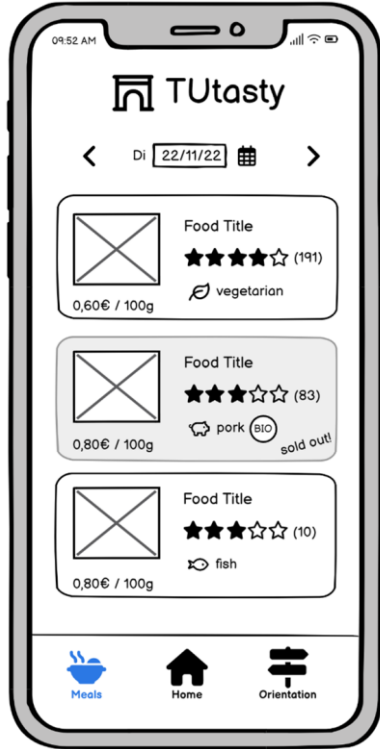 09:52 AM
TUtasty
Di 22/11/22
Food Title
(191)
vegetarian
0,60€ / 100g
Food Title
(83)
pork BIO
sold out!
0,80€ / 100g
Food Title
(10)
fish
0,80€ / 100g
Meals Home Orientation